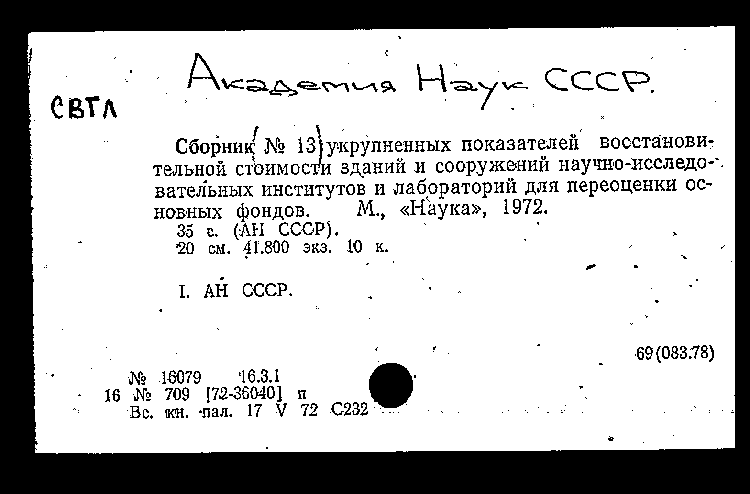 Академия Наук СССР.
СВТЛ
Сборник (№ 13) укрупненных показателей восстанови-
тельной стоимости зданий и сооружений научно-исследо-
вательных институтов и лабораторий для переоценки ос-
новных фондов. М., «Наука», 1972.
35 с. (АН СССР).
20 см. 41.800 экз. 10 к.
I. АН СССР.
69(083.78)
№ 16079 16.3.1
16 № 709 [72-36040] п
Вс. кн. пал. 17 V 72 С232